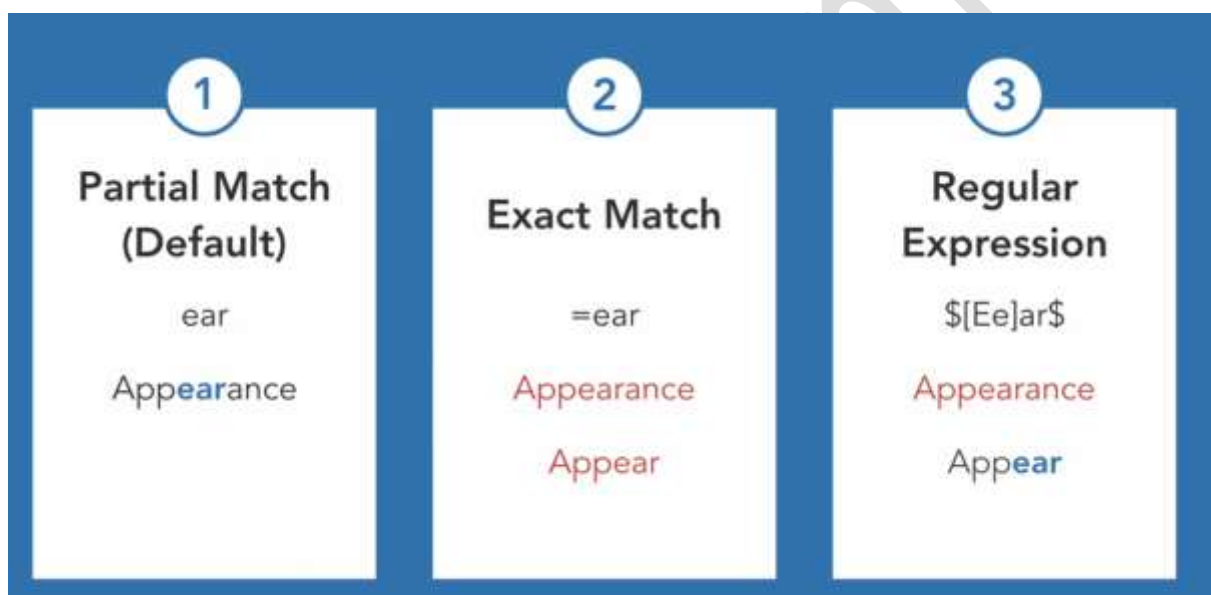 1
Partial Match
(Default)
ear
Appearance
2
Exact Match
=ear
Appearance
Appear
3
Regular
Expression
$[Ee]ar$
Appearance
Appear